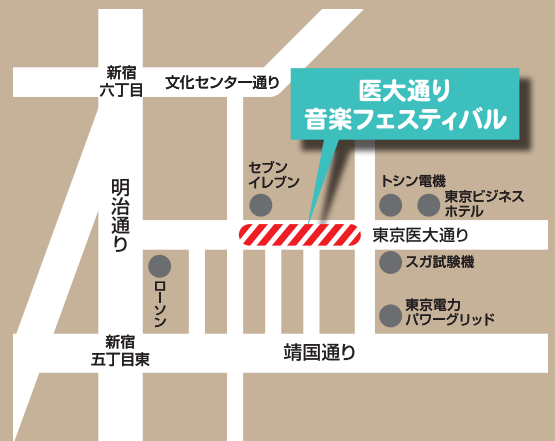 新宿
六丁目
文化センター通り
医大通り
音楽フェスティバル
セブン
イレブン
トシン電機
東京ビジネス
ホテル
明治通り
東京医大通り
スガ試験機
ローソン
東京電力
パワーグリッド
新宿
五丁目東
靖国通り